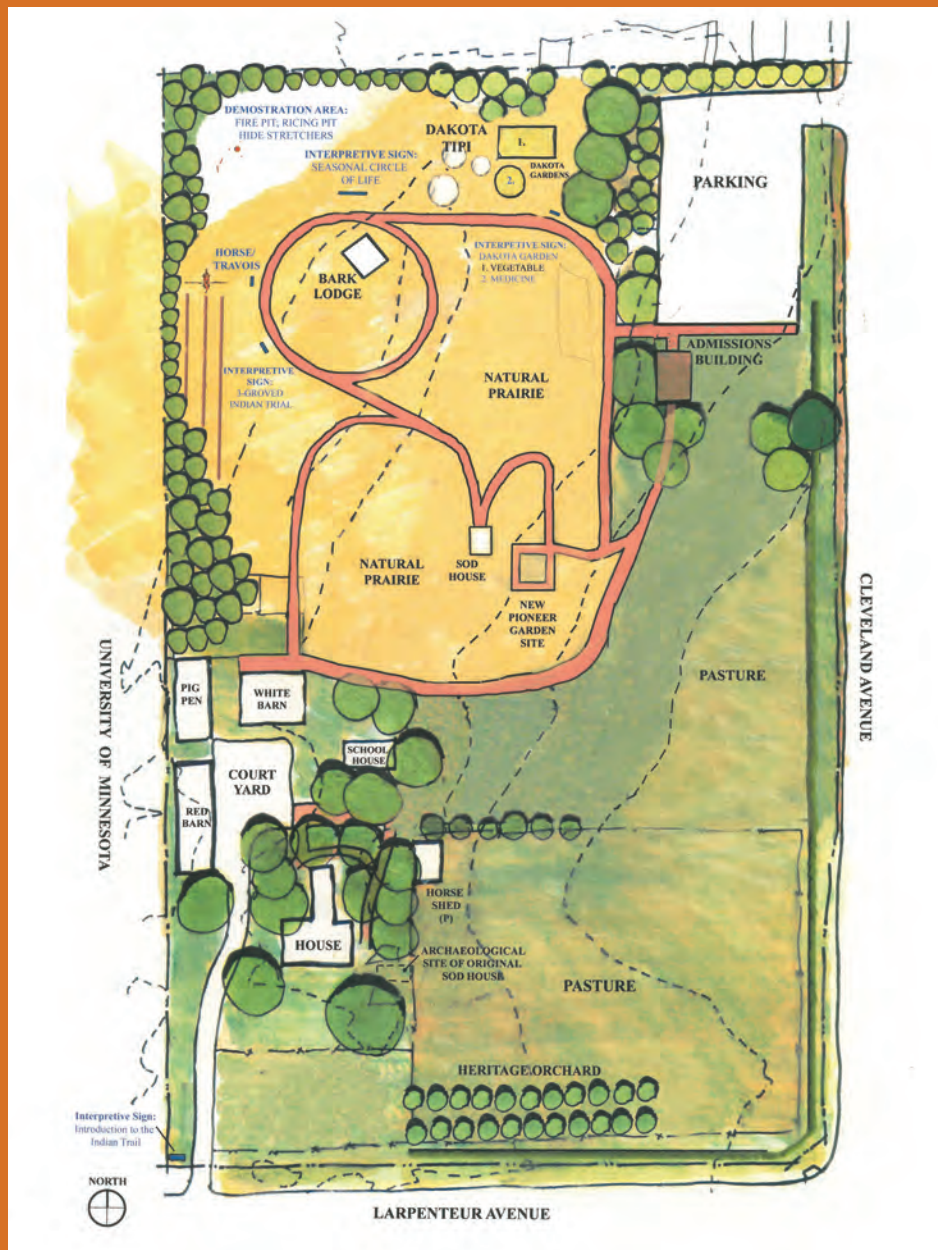 DEMOSTRATION AREA:
FIRE PIT; RICING PIT
HIDE STRETCHERS
INTERPRETIVE SIGN:
SEASONAL CIRCLE
OF LIFE
DAKOTA
TIPI
1.
2.
DAKOTA
GARDENS
PARKING
HORSE/
TRAVOIS
BARK
LODGE
INTERPETIVE SIGN:
DAKOTA GARDEN
1. VEGETABLE
2. MEDICINE
ADMISSIONS
BUILDING
INTERPRETIVE
SIGN:
3-GROVED
INDIAN TRIAL
NATURAL
PRAIRIE
NATURAL
PRAIRIE
SOD
HOUSE
NEW
PIONEER
GARDEN
SITE
CLEVELAND AVENUE
UNIVERSITY OF MINNESOTA
PIG
PEN
WHITE
BARN
PASTURE
SCHOOL
HOUSE
COURT
YARD
RED
BARN
HORSE
SHED
(P)
HOUSE
ARCHAEOLOGICAL
SITE OF ORIGINAL
SOD HOUSE
PASTURE
HERITAGE ORCHARD
Interpretive Sign:
Introduction to the
Indian Trail
NORTH
LARPENTEUR AVENUE